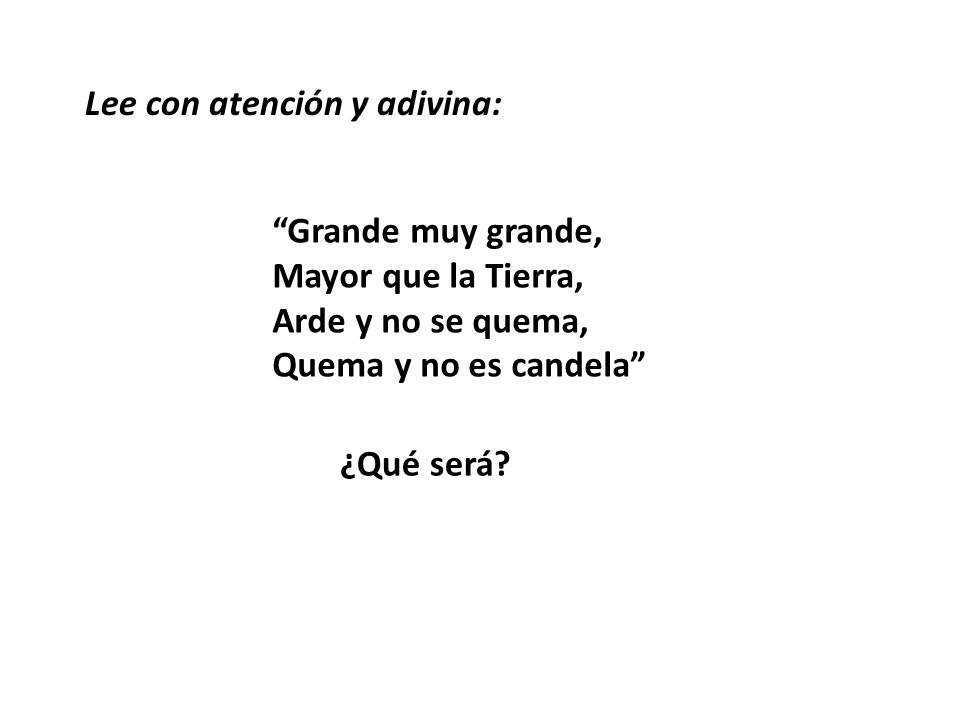 Lee con atención y adivina:
“Grande muy grande,
Mayor que la Tierra,
Arde y no se quema,
Quema y no es candela”
¿Qué será?